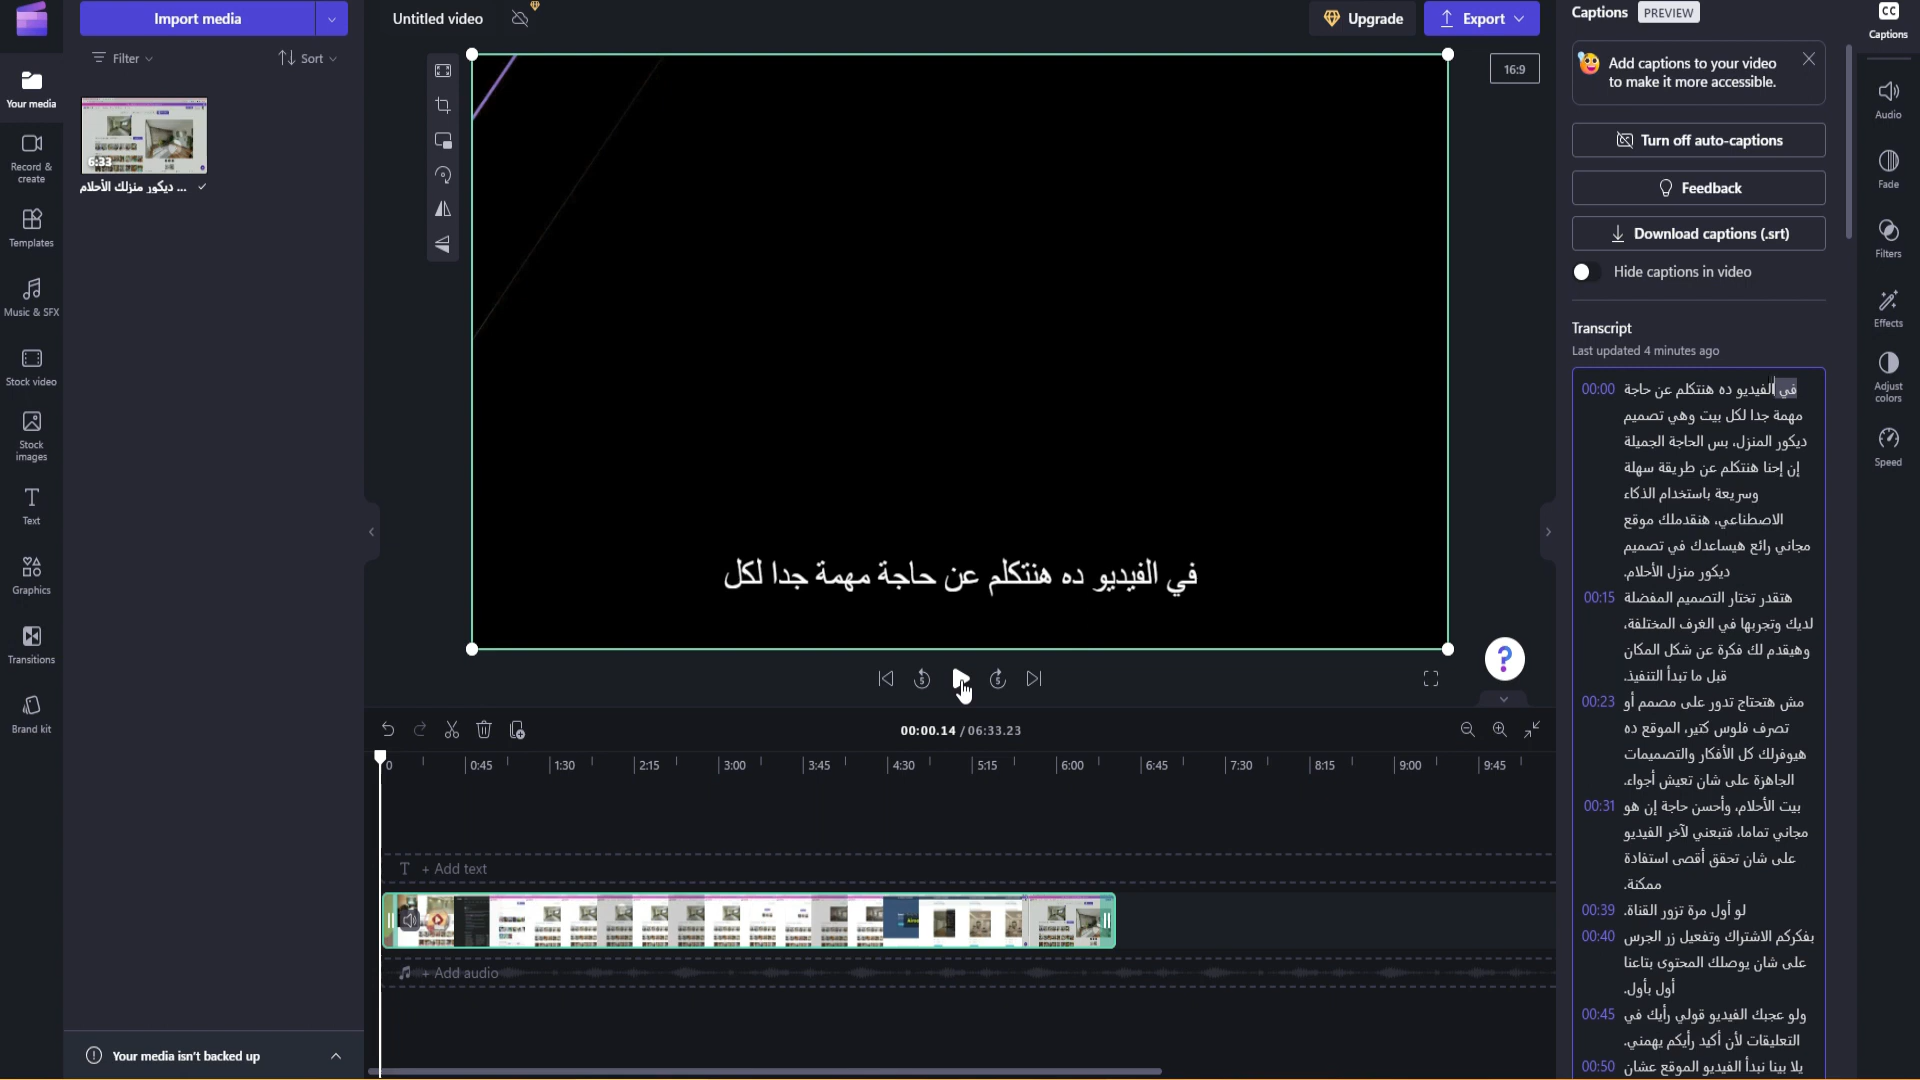 Import media
Filter
Sort
6:33
ديكور منزلك الأحلام ...
Your media
Record & create
Templates
Music & SFX
Stock video
Stock images
Text
Graphics
Transitions
Brand kit
Your media isn't backed up
Untitled video
Upgrade
Export
16:9
في الفيديو ده هنتكلم عن حاجة مهمة جدا لكل
5
5
?
00:00.14 / 06:33.23
0
0:45
1:30
2:15
3:00
3:45
4:30
5:15
6:00
6:45
7:30
8:15
9:00
9:45
T + Add text
+ Add audio
Captions PREVIEW
Add captions to your video
to make it more accessible.
Turn off auto-captions
Feedback
Download captions (.srt)
Hide captions in video
Transcript
Last updated 4 minutes ago
00:00 في الفيديو ده هنتكلم عن حاجة
مهمة جدا لكل بيت وهي تصميم
ديكور المنزل، بس الحاجة الجميلة
إن إحنا هنتكلم عن طريقة سهلة
وسريعة باستخدام الذكاء
الاصطناعي، هنقدملك موقع
مجاني رائع هيساعدك في تصميم
ديكور منزل الأحلام.
00:15 هتقدر تختار التصميم المفضلة
لديك وتجربها في الغرف المختلفة،
وهيقدم لك فكرة عن شكل المكان
قبل ما تبدأ التنفيذ.
00:23 مش هتحتاج تدور على مصمم أو
تصرف فلوس كتير، الموقع ده
هيوفرلك كل الأفكار والتصميمات
الجاهزة على شان تعيش أجواء.
00:31 بيت الأحلام، وأحسن حاجة إن هو
مجاني تماما، فتبعني لآخر الفيديو
على شان تحقق أقصى استفادة
ممكنة.
00:39 لو أول مرة تزور القناة.
00:40 بفكركم الاشتراك وتفعيل زر الجرس
على شان يوصلك المحتوى بتاعنا
أول بأول.
00:45 ولو عجبك الفيديو قولي رأيك في
التعليقات لأن أكيد رأيكم يهمني.
00:50 يلا بينا نبدأ الفيديو الموقع عشان
CC
Captions
Audio
Fade
Filters
Effects
Adjust colors
Speed